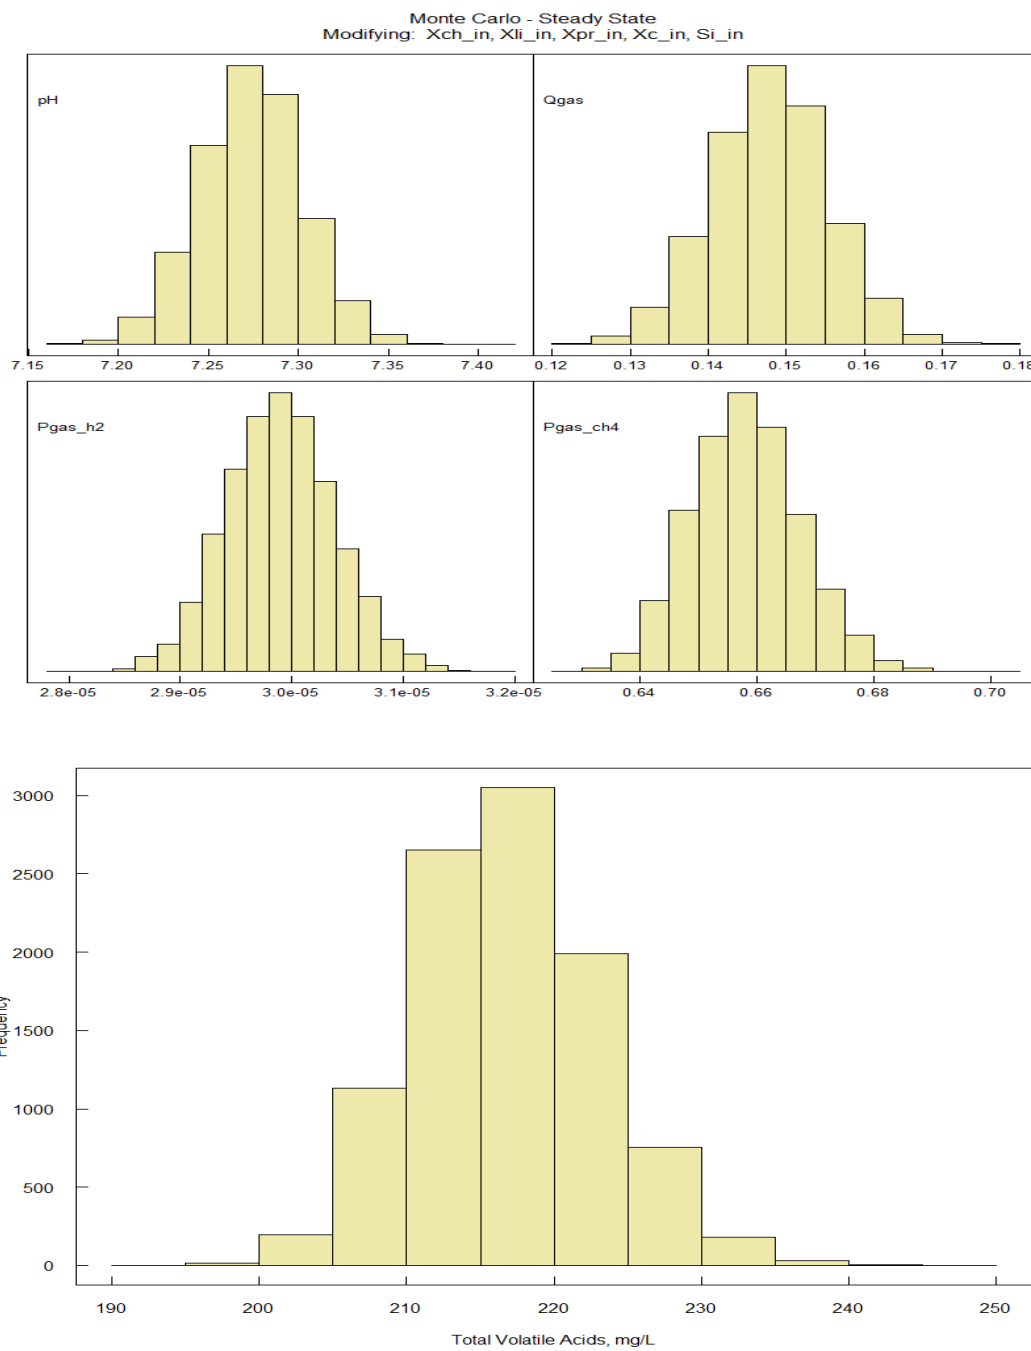 Monte Carlo - Steady State
Modifying: Xch_in, Xli_in, Xpr_in, Xc_in, Si_in
pH
Qgas
7.15 7.20 7.25 7.30 7.35 7.40
0.12 0.13 0.14 0.15 0.16 0.17 0.18
Pgas_h2
Pgas_ch4
2.8e-05 2.9e-05 3.0e-05 3.1e-05 3.2e-05
0.64 0.66 0.68 0.70
3000
2500
2000
1500
1000
500
0
Frequency
190 200 210 220 230 240 250
Total Volatile Acids, mg/L